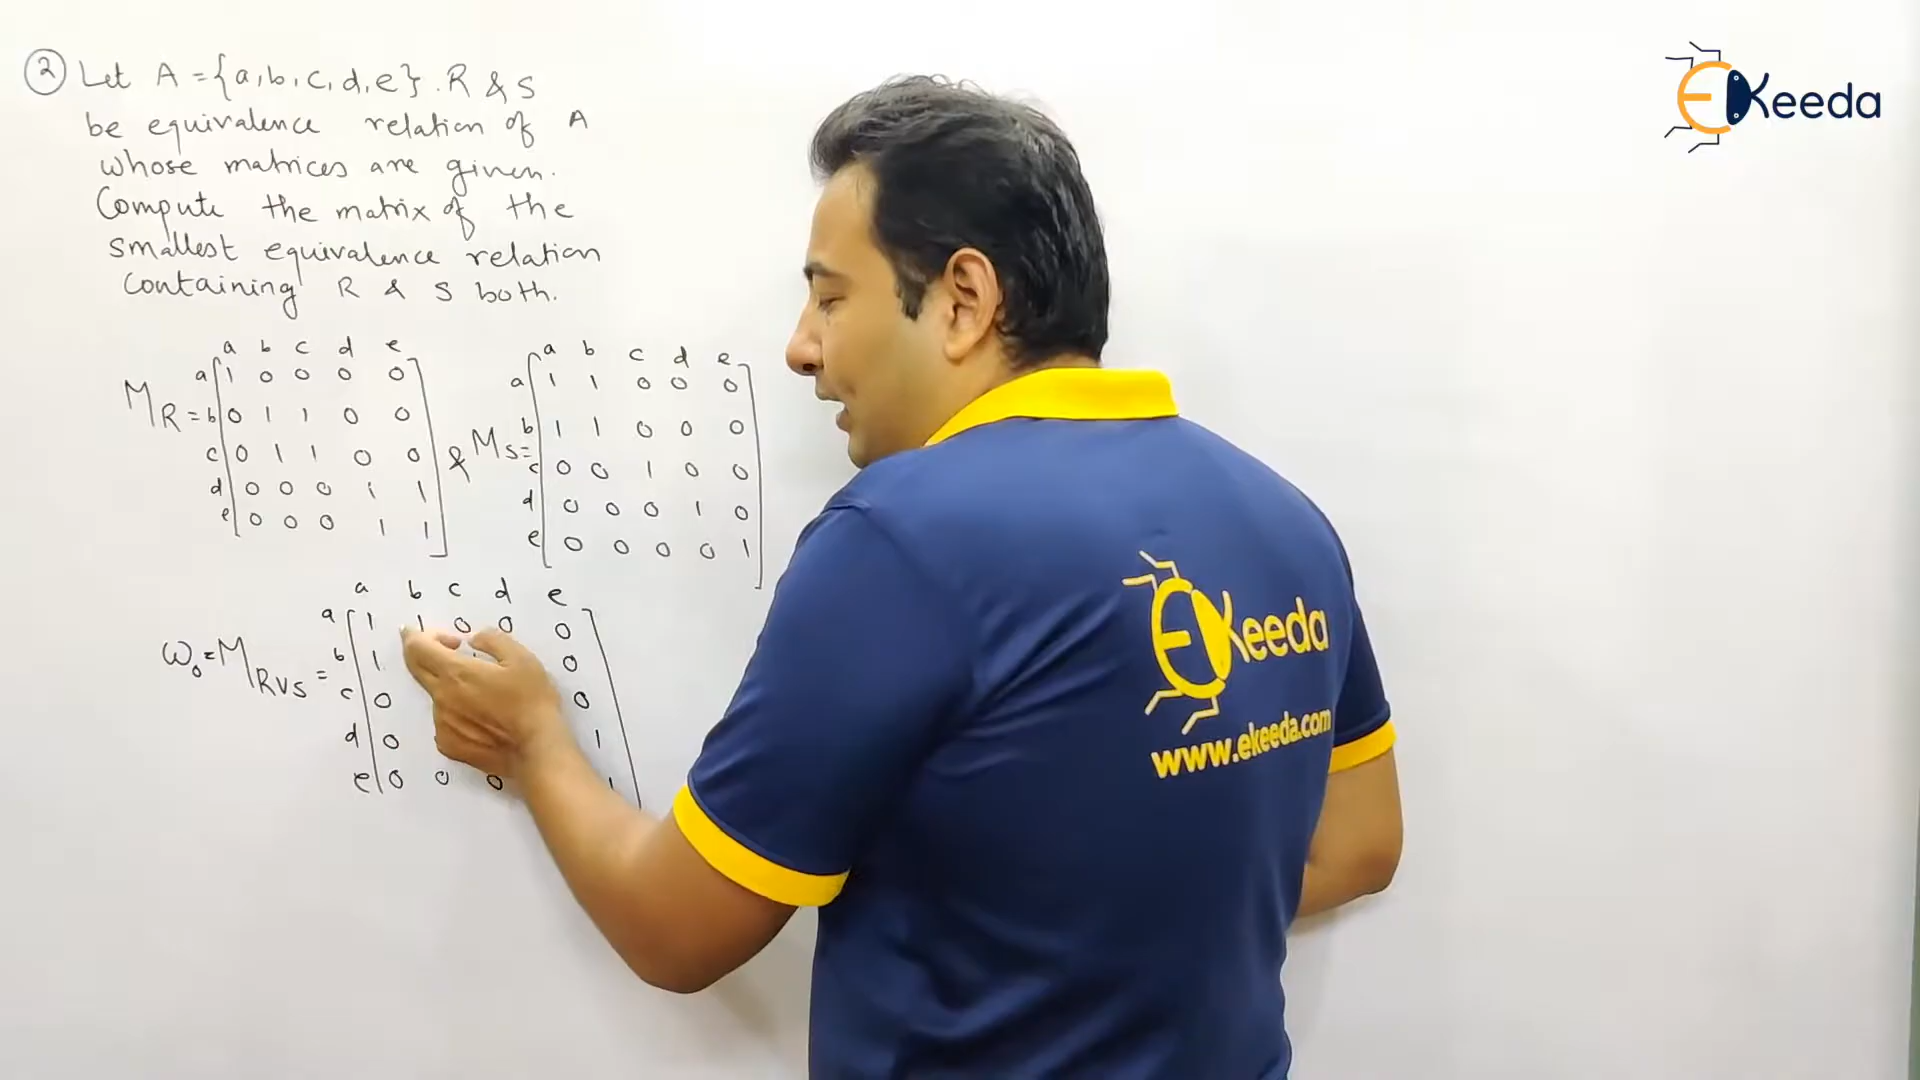 ② Let A = {a, b, c, d, e}. R & S
be equivalence relation of A
whose matrices are given.
Compute the matrix of the
smallest equivalence relation
containing R & S both.
a b c d e
M_R = a 1 0 0 0 0
b 0 1 1 0 0
c 0 1 1 0 0
d 0 0 0 1 1
e 0 0 0 1 1
& M_S =
a b c d e
a 1 1 0 0 0
b 1 1 0 0 0
c 0 0 1 0 0
d 0 0 0 1 0
e 0 0 0 0 1
a b c d e
W₀ = M_R∨S = a 1 1 0 0 0
b 1 0
c 0 0
d 0 1
e 0 0 0 1
EKeeda
EKeeda
www.ekeeda.com